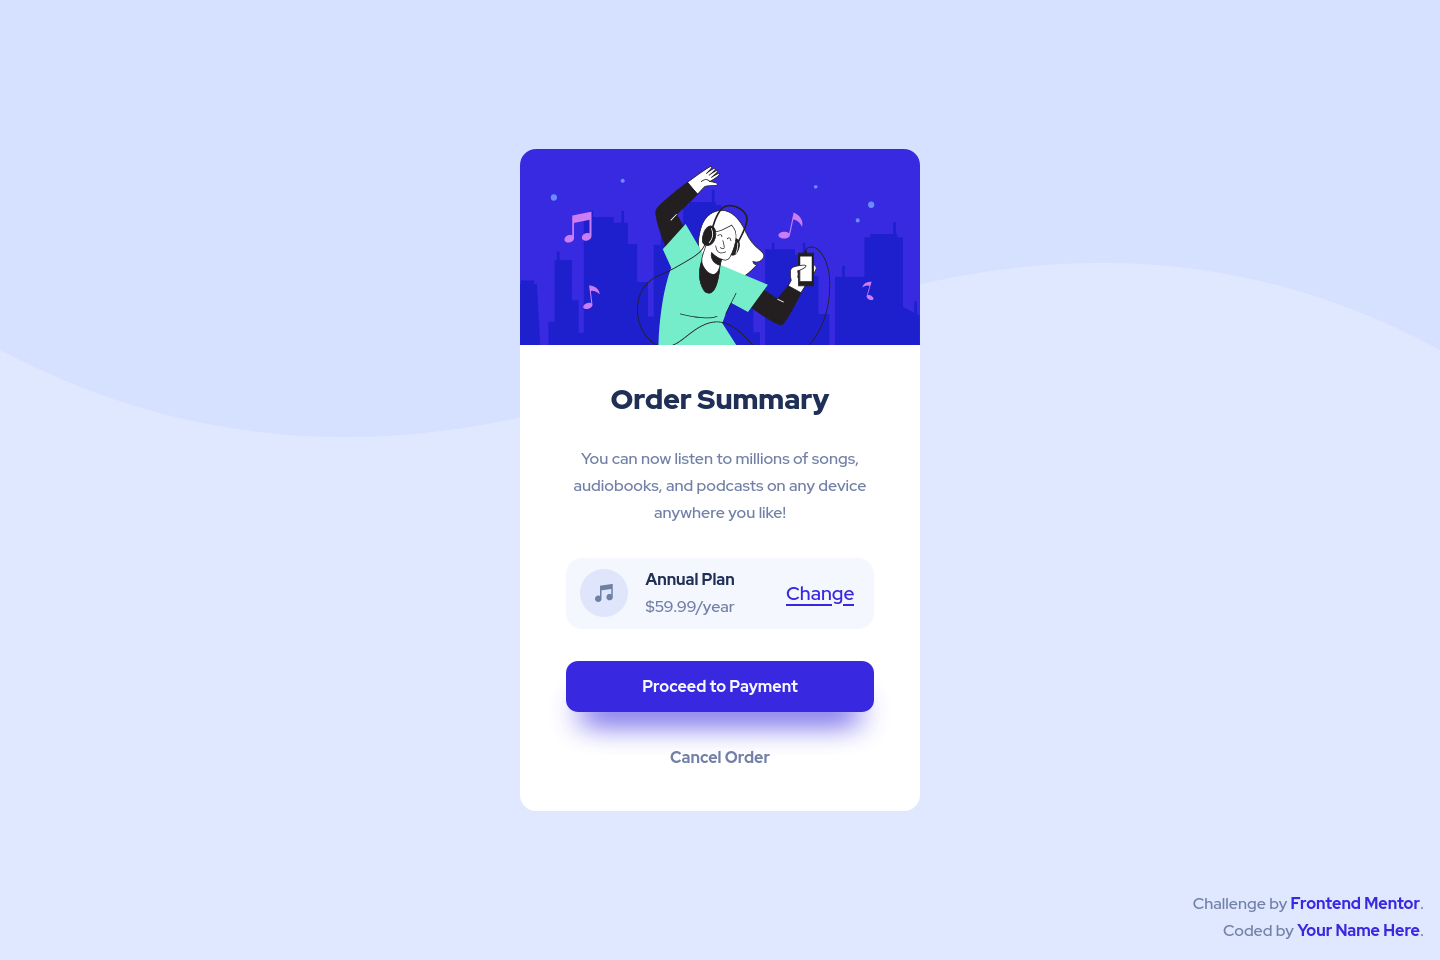 Order Summary
You can now listen to millions of songs,
audiobooks, and podcasts on any device
anywhere you like!
Annual Plan
$59.99/year
Change
Proceed to Payment
Cancel Order
Challenge by Frontend Mentor.
Coded by Your Name Here.